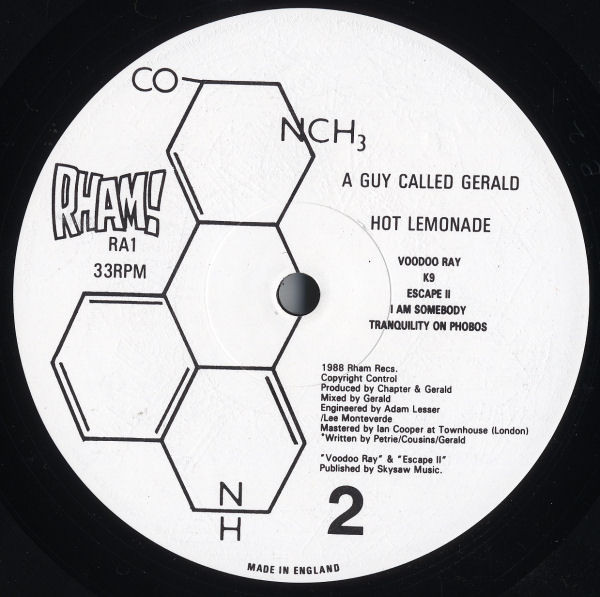 CO
NCH3
RHAM!
RA1
33RPM
A GUY CALLED GERALD
HOT LEMONADE
VOODOO RAY
K9
ESCAPE II
I AM SOMEBODY
TRANQUILITY ON PHOBOS
1988 Rham Recs.
Copyright Control
Produced by Chapter & Gerald
Mixed by Gerald
Engineered by Adam Lesser
/Lee Monteverde
Mastered by Ian Cooper at Townhouse (London)
*Written by Petrie/Cousins/Gerald
"Voodoo Ray" & "Escape II"
Published by Skysaw Music.
N
H
2
MADE IN ENGLAND